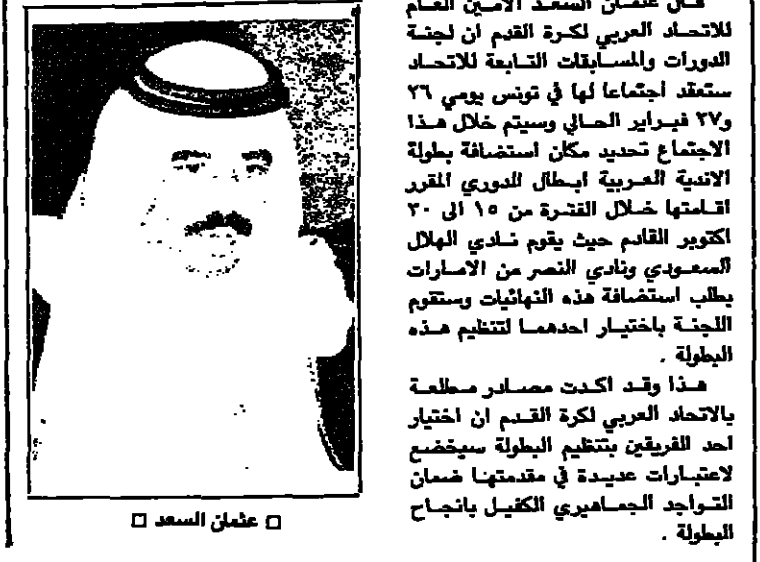 قال عثمان السعد الامين العام
للاتحاد العربي لكرة القدم ان لجنة
الدورات والمسابقات التابعة للاتحاد
ستعقد اجتماعا لها في تونس يومي ٢٦
و٢٧ فبراير الحالي وسيتم خلال هذا
الاجتماع تحديد مكان استضافة بطولة
الاندية العربية ابطال الدوري المقرر
اقامتها خلال الفترة من ١٥ الى ٣٠
اكتوبر القادم حيث يقوم نادي الهلال
السعودي ونادي النصر من الامارات
بطلب استضافة هذه النهائيات وستقوم
اللجنة باختيار احدهما لتنظيم هذه
البطولة .
هذا وقد اكدت مصادر مطلعة
بالاتحاد العربي لكرة القدم ان اختيار
احد الفريقين بتنظيم البطولة سيخضع
لاعتبارات عديدة في مقدمتها ضمان
التواجد الجماهيري الكفيل بانجاح
البطولة .
□ عثمان السعد □